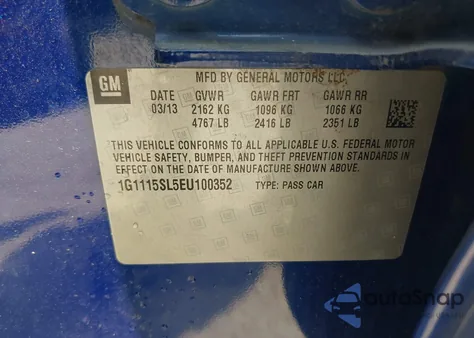 GM
MFD BY GENERAL MOTORS LLC
DATE GVWR GAWR FRT GAWR RR
03/13 2162 KG 1096 KG 1066 KG
4767 LB 2416 LB 2351 LB
THIS VEHICLE CONFORMS TO ALL APPLICABLE U.S. FEDERAL MOTOR
VEHICLE SAFETY, BUMPER, AND THEFT PREVENTION STANDARDS IN
EFFECT ON THE DATE OF MANUFACTURE SHOWN ABOVE.
1G1115SL5EU100352 TYPE: PASS CAR
autoSnap